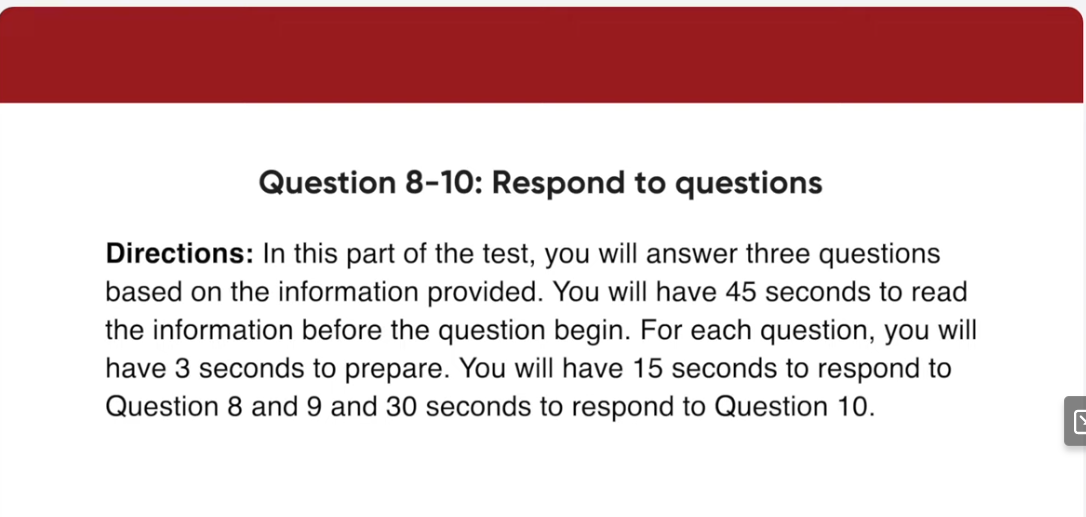 Question 8-10: Respond to questions
Directions: In this part of the test, you will answer three questions
based on the information provided. You will have 45 seconds to read
the information before the question begin. For each question, you will
have 3 seconds to prepare. You will have 15 seconds to respond to
Question 8 and 9 and 30 seconds to respond to Question 10.